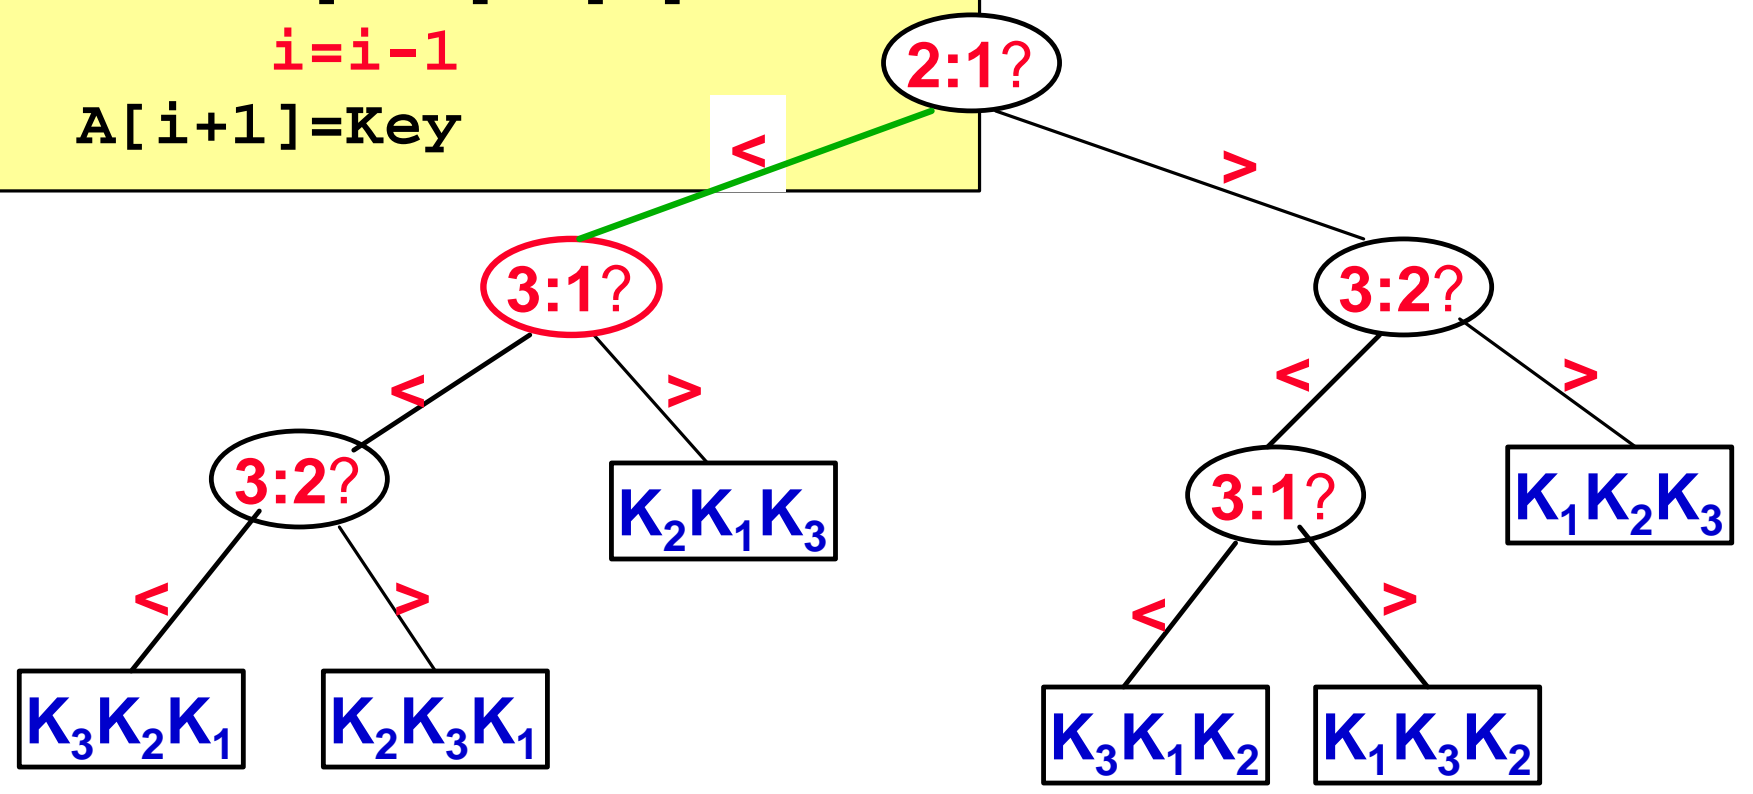 i=i-1
A[i+1]=Key
2:1?
<
>
3:1?
3:2?
<
>
<
>
3:2?
K2K1K3
3:1?
K1K2K3
<
>
<
>
K3K2K1
K2K3K1
K3K1K2
K1K3K2